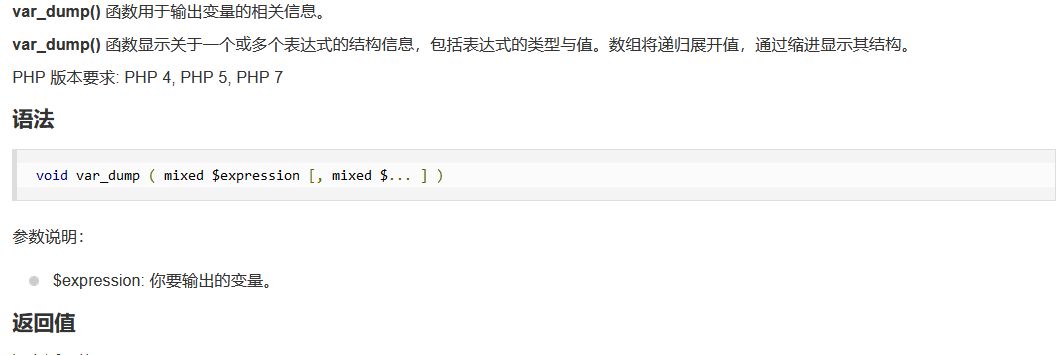 var_dump() 函数用于输出变量的相关信息。
var_dump() 函数显示关于一个或多个表达式的结构信息，包括表达式的类型与值。数组将递归展开值，通过缩进显示其结构。
PHP 版本要求: PHP 4, PHP 5, PHP 7
语法
void var_dump ( mixed $expression [, mixed $... ] )
参数说明：
$expression: 你要输出的变量。
返回值